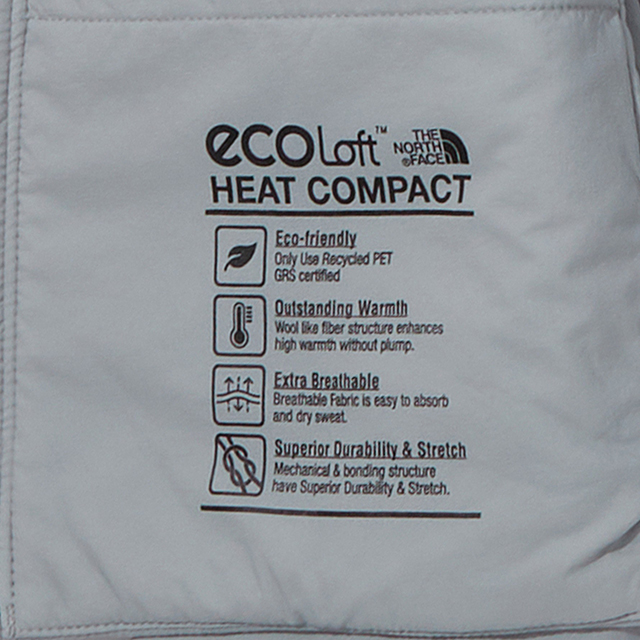 ecoLoft™
THE
NORTH
®FACE
HEAT COMPACT
Eco-friendly
Only Use Recycled PET
GRS certified
Outstanding Warmth
Wool like fiber structure enhances
high warmth without plump.
Extra Breathable
Breathable Fabric is easy to absorb
and dry sweat.
Superior Durability & Stretch
Mechanical & bonding structure
have Superior Durability & Stretch.